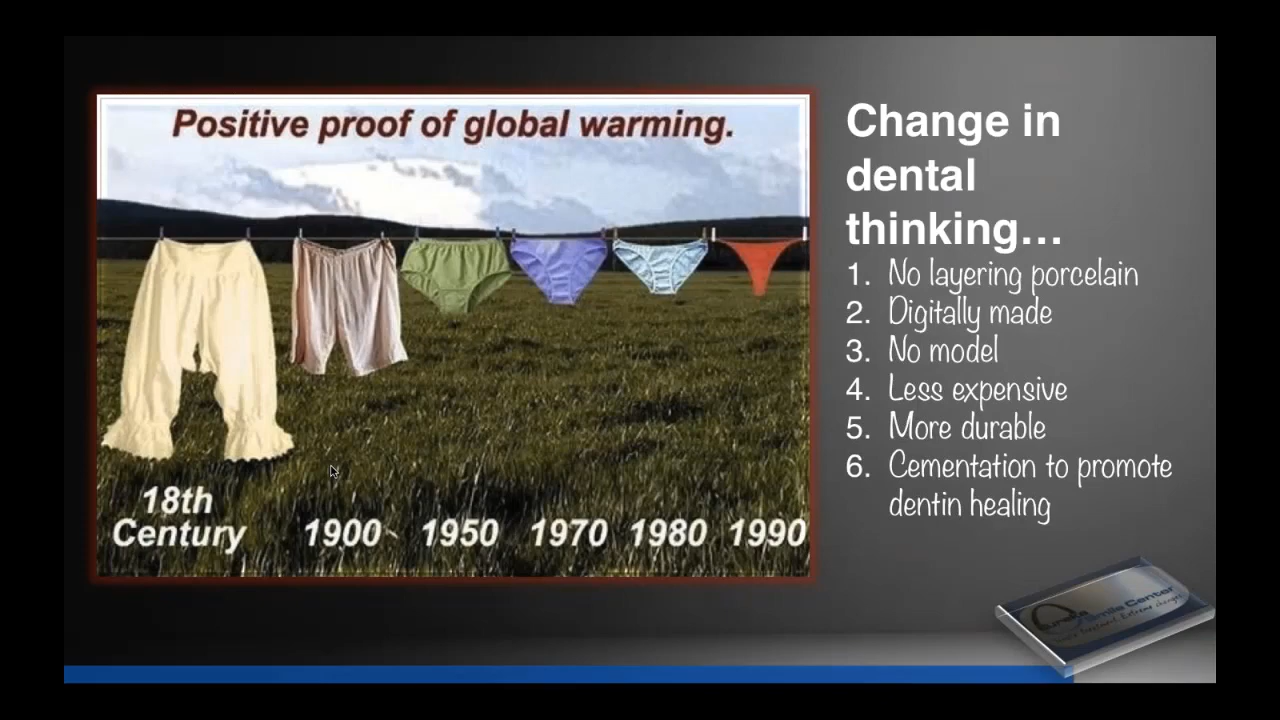 Positive proof of global warming.
18th
Century
1900
1950
1970
1980
1990
Change in
dental
thinking...
1. No layering porcelain
2. Digitally made
3. No model
4. Less expensive
5. More durable
6. Cementation to promote
dentin healing
Smile Center